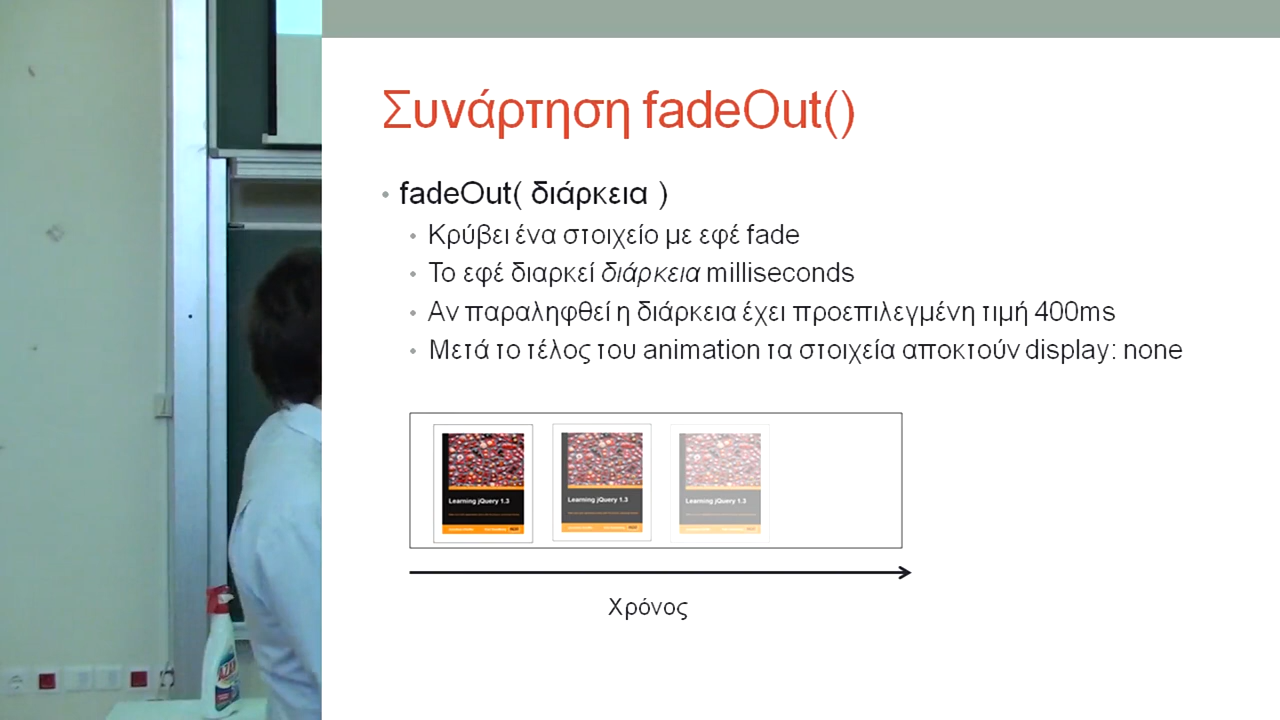 Συνάρτηση fadeOut()
• fadeOut( διάρκεια )
• Κρύβει ένα στοιχείο με εφέ fade
• Το εφέ διαρκεί διάρκεια milliseconds
• Αν παραληφθεί η διάρκεια έχει προεπιλεγμένη τιμή 400ms
• Μετά το τέλος του animation τα στοιχεία αποκτούν display: none
Learning jQuery 1.3
Learning jQuery 1.3
Learning jQuery 1.3
Χρόνος